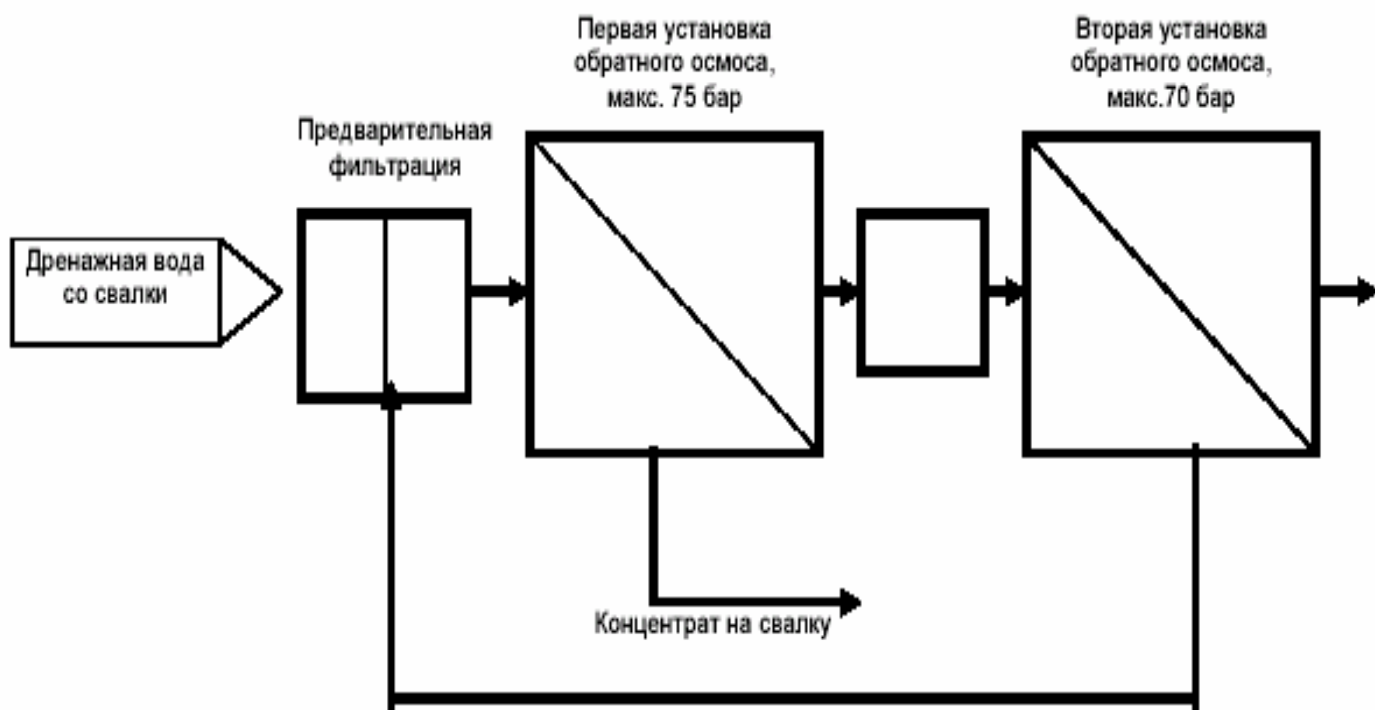 Первая установка
обратного осмоса,
макс. 75 бар
Вторая установка
обратного осмоса,
макс.70 бар
Предварительная
фильтрация
Дренажная вода
со свалки
Концентрат на свалку